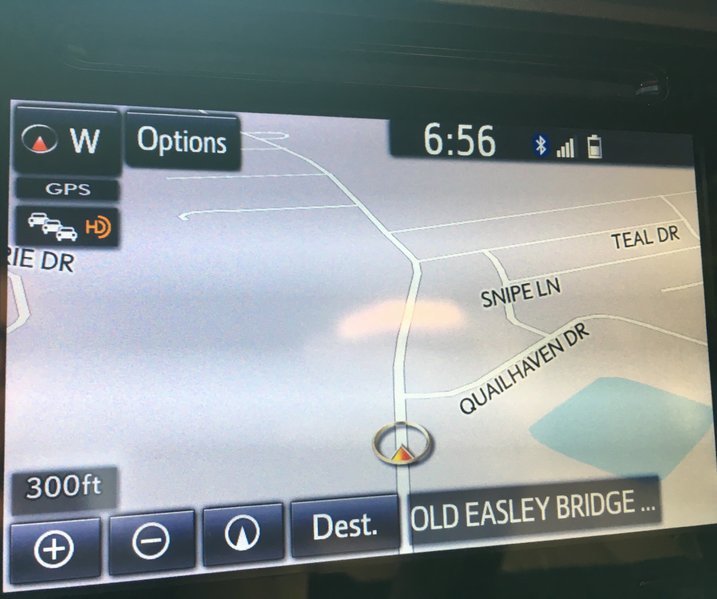 W
Options
6:56
GPS
HD
RIE DR
TEAL DR
SNIPE LN
QUAILHAVEN DR
300ft
Dest.
OLD EASLEY BRIDGE ...